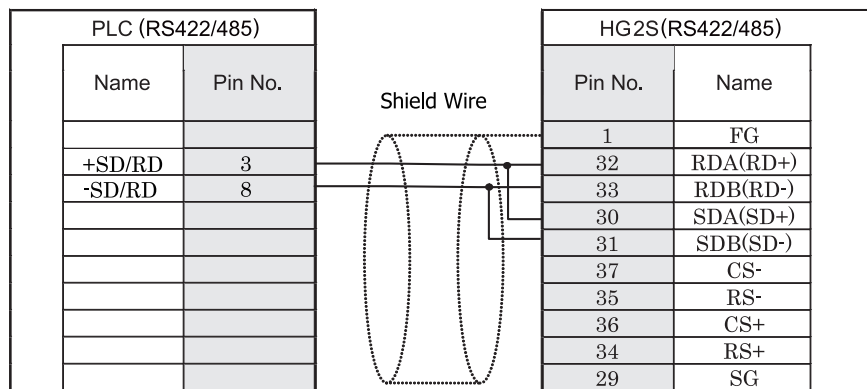 PLC (RS422/485) HG2S(RS422/485)
Name Pin No. Pin No. Name
Shield Wire
1 FG
+SD/RD 3 32 RDA(RD+)
-SD/RD 8 33 RDB(RD-)
30 SDA(SD+)
31 SDB(SD-)
37 CS-
35 RS-
36 CS+
34 RS+
29 SG